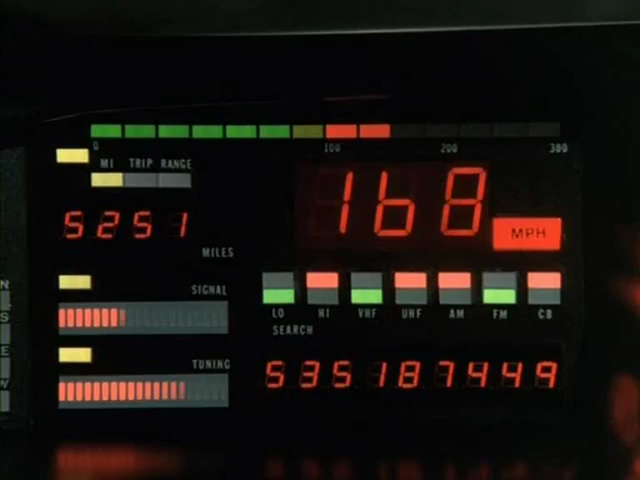 0 100 200 300
MI TRIP RANGE
5251
MILES
168
MPH
SIGNAL
LO HI VHF UHF AM FM CB
SEARCH
TUNING
535187449
N
S
E
W